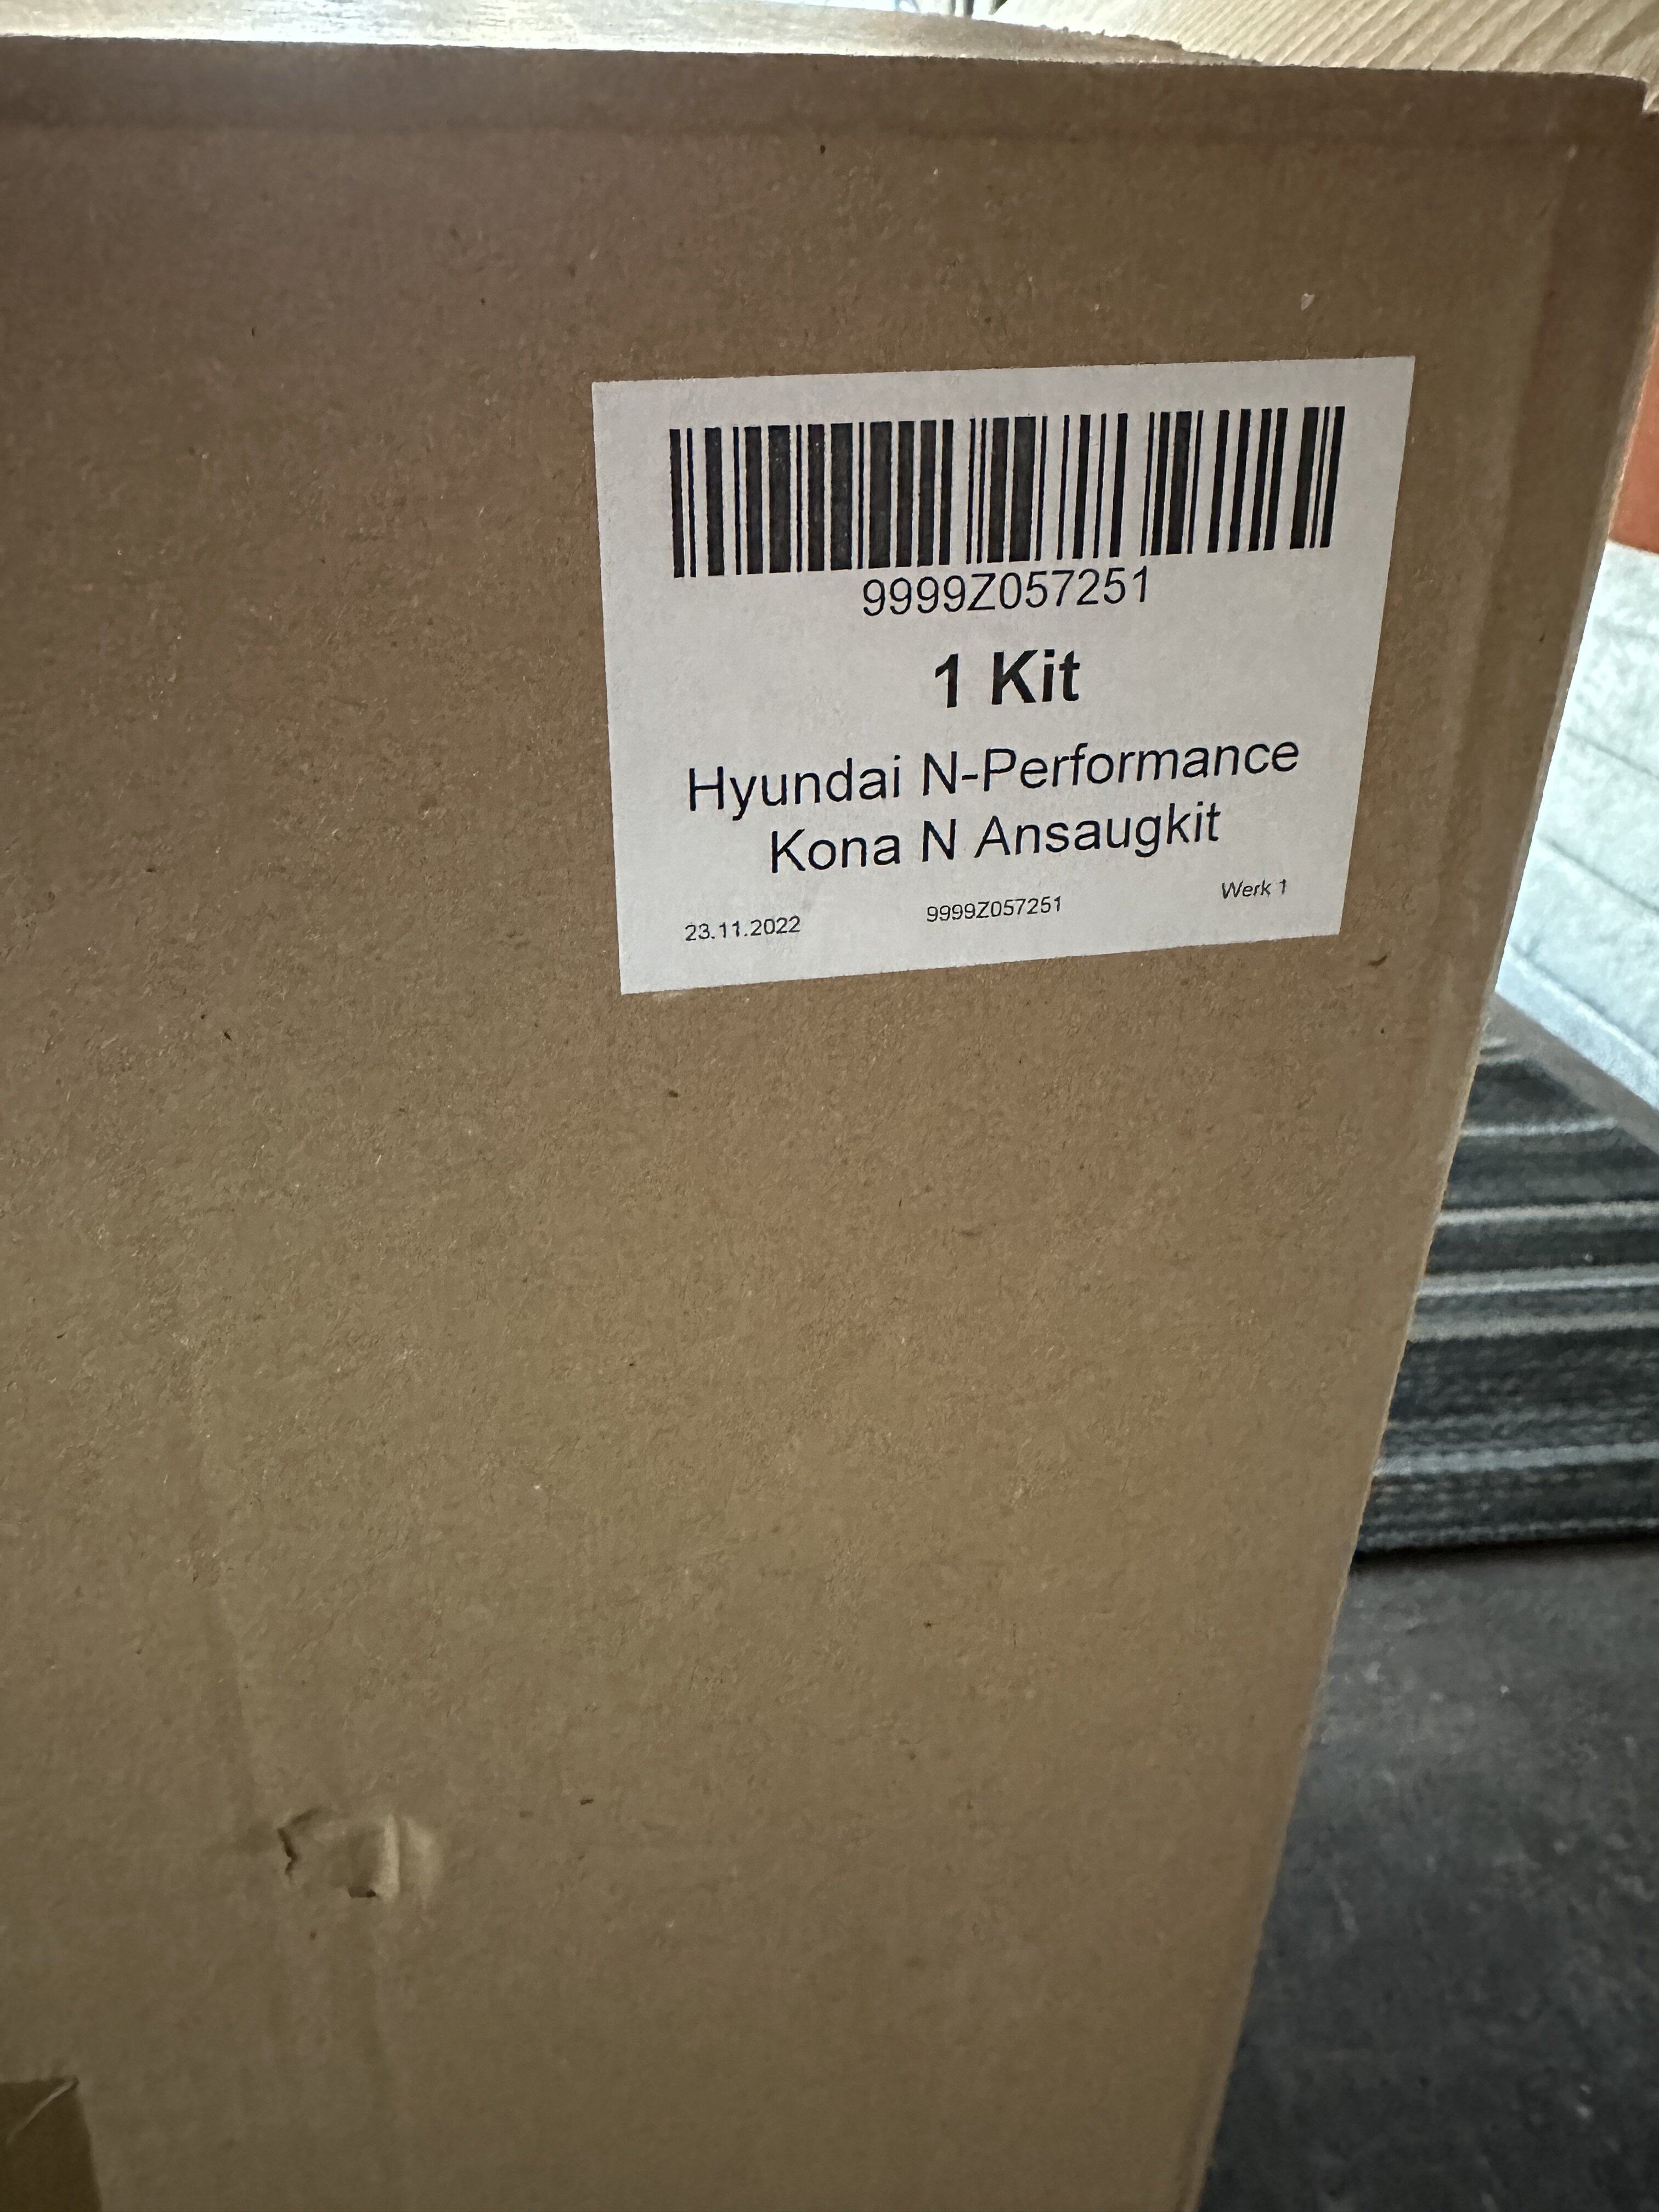 9999Z057251
1 Kit
Hyundai N-Performance
Kona N Ansaugkit
23.11.2022 9999Z057251 Werk 1